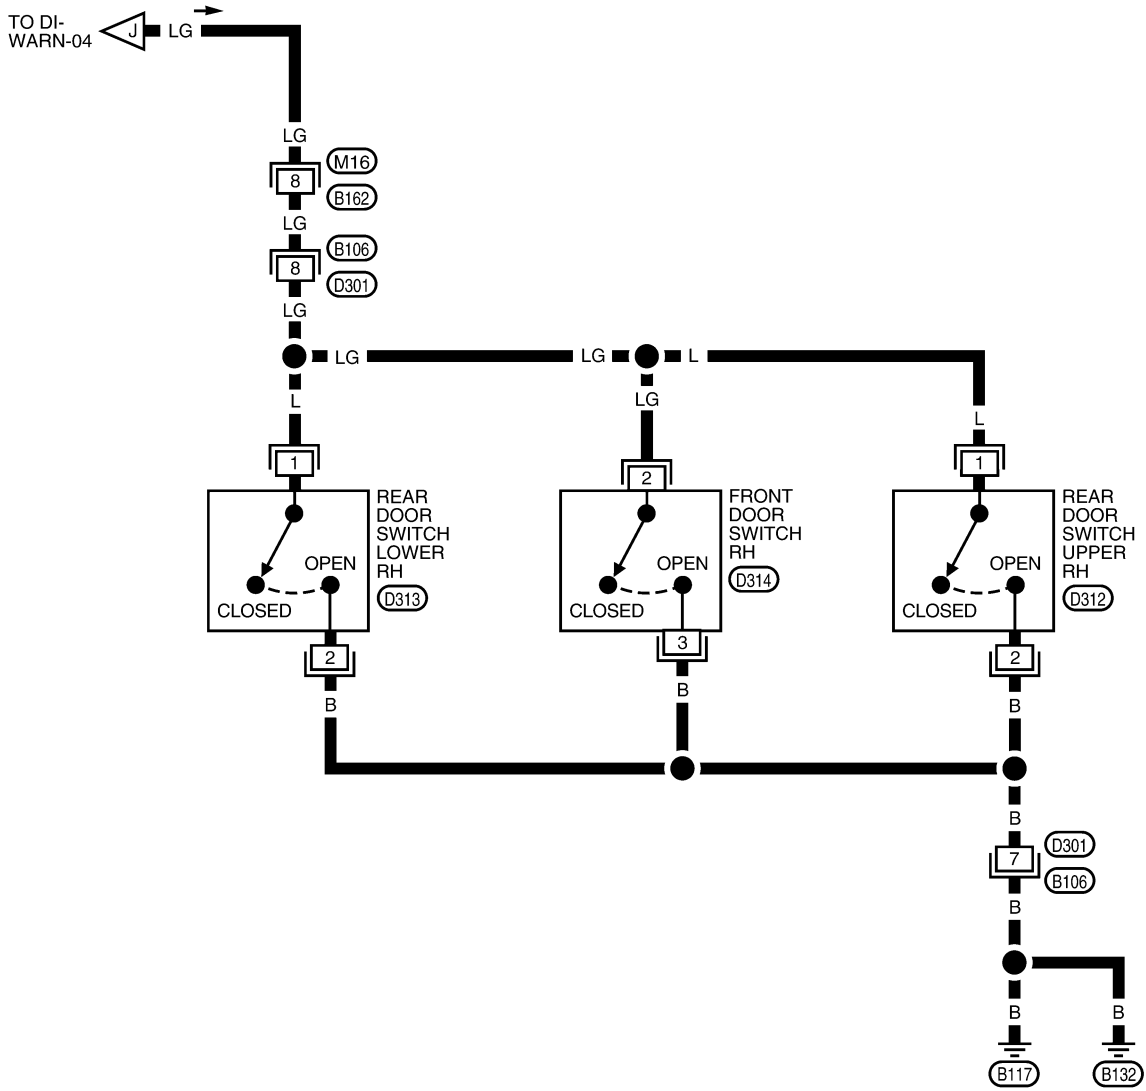 TO DI-
WARN-04
J
LG
LG
8
M16
B162
LG
8
B106
D301
LG
LG
LG
L
L
LG
L
1
2
1
REAR
DOOR
SWITCH
LOWER
RH
D313
OPEN
CLOSED
FRONT
DOOR
SWITCH
RH
D314
OPEN
CLOSED
REAR
DOOR
SWITCH
UPPER
RH
D312
OPEN
CLOSED
2
3
2
B
B
B
B
7
D301
B106
B
B
B
B117
B132